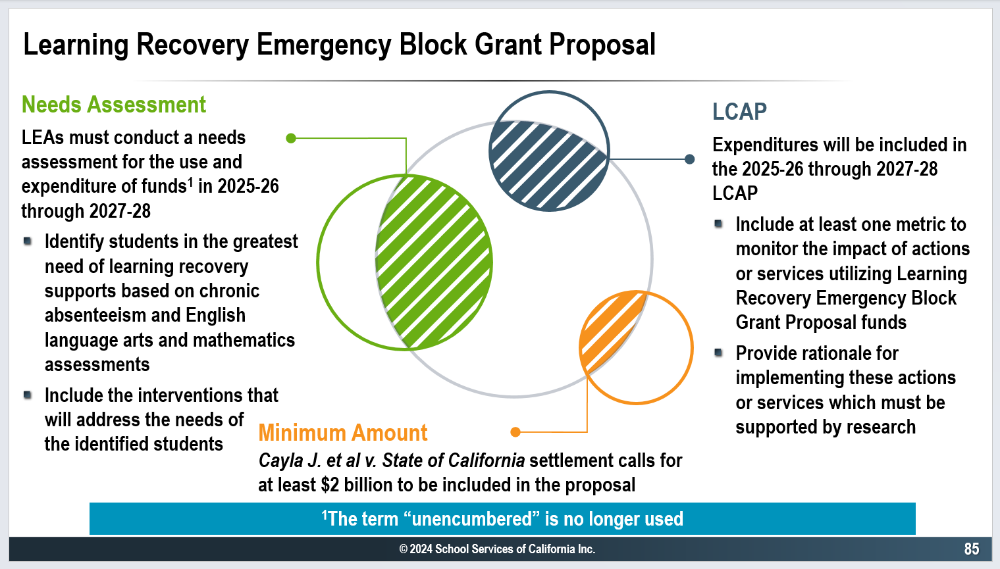 Learning Recovery Emergency Block Grant Proposal
Needs Assessment
LEAs must conduct a needs
assessment for the use and
expenditure of funds¹ in 2025-26
through 2027-28
Identify students in the greatest
need of learning recovery
supports based on chronic
absenteeism and English
language arts and mathematics
assessments
Include the interventions that
will address the needs of
the identified students
Minimum Amount
Cayla J. et al v. State of California settlement calls for
at least $2 billion to be included in the proposal
LCAP
Expenditures will be included in
the 2025-26 through 2027-28
LCAP
Include at least one metric to
monitor the impact of actions
or services utilizing Learning
Recovery Emergency Block
Grant Proposal funds
Provide rationale for
implementing these actions
or services which must be
supported by research
¹The term “unencumbered” is no longer used
© 2024 School Services of California Inc.
85